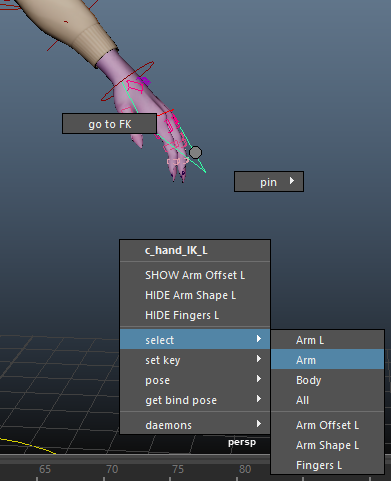 go to FK
pin
c_hand_IK_L
SHOW Arm Offset L
HIDE Arm Shape L
HIDE Fingers L
select
set key
pose
get bind pose
daemons
Arm L
Arm
Body
All
Arm Offset L
Arm Shape L
Fingers L
persp
65 70 75 80